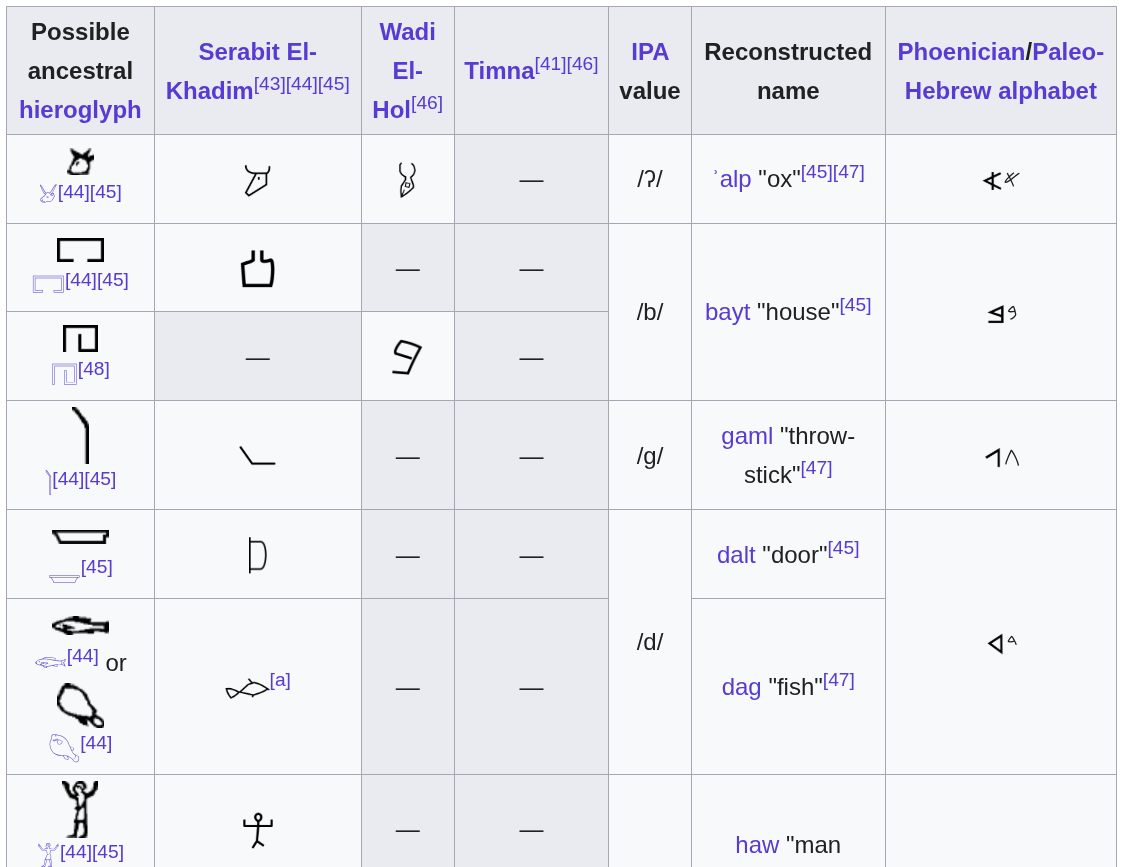 Possible ancestral hieroglyph
Serabit El-Khadim[43][44][45]
Wadi El-Hol[46]
Timna[41][46]
IPA value
Reconstructed name
Phoenician/Paleo-Hebrew alphabet
𓃾[44][45]
—
/ʔ/
ʾalp "ox"[45][47]
𐤀
𓉐[44][45]
—
—
/b/
bayt "house"[45]
𐤁
𓉔[48]
—
—
𓌙[44][45]
—
—
/g/
gaml "throw-stick"[47]
𐤂
[45]
—
—
/d/
dalt "door"[45]
𐤃
𓆛[44] or
[44]
[a]
—
—
dag "fish"[47]
𓀠[44][45]
—
—
haw "man